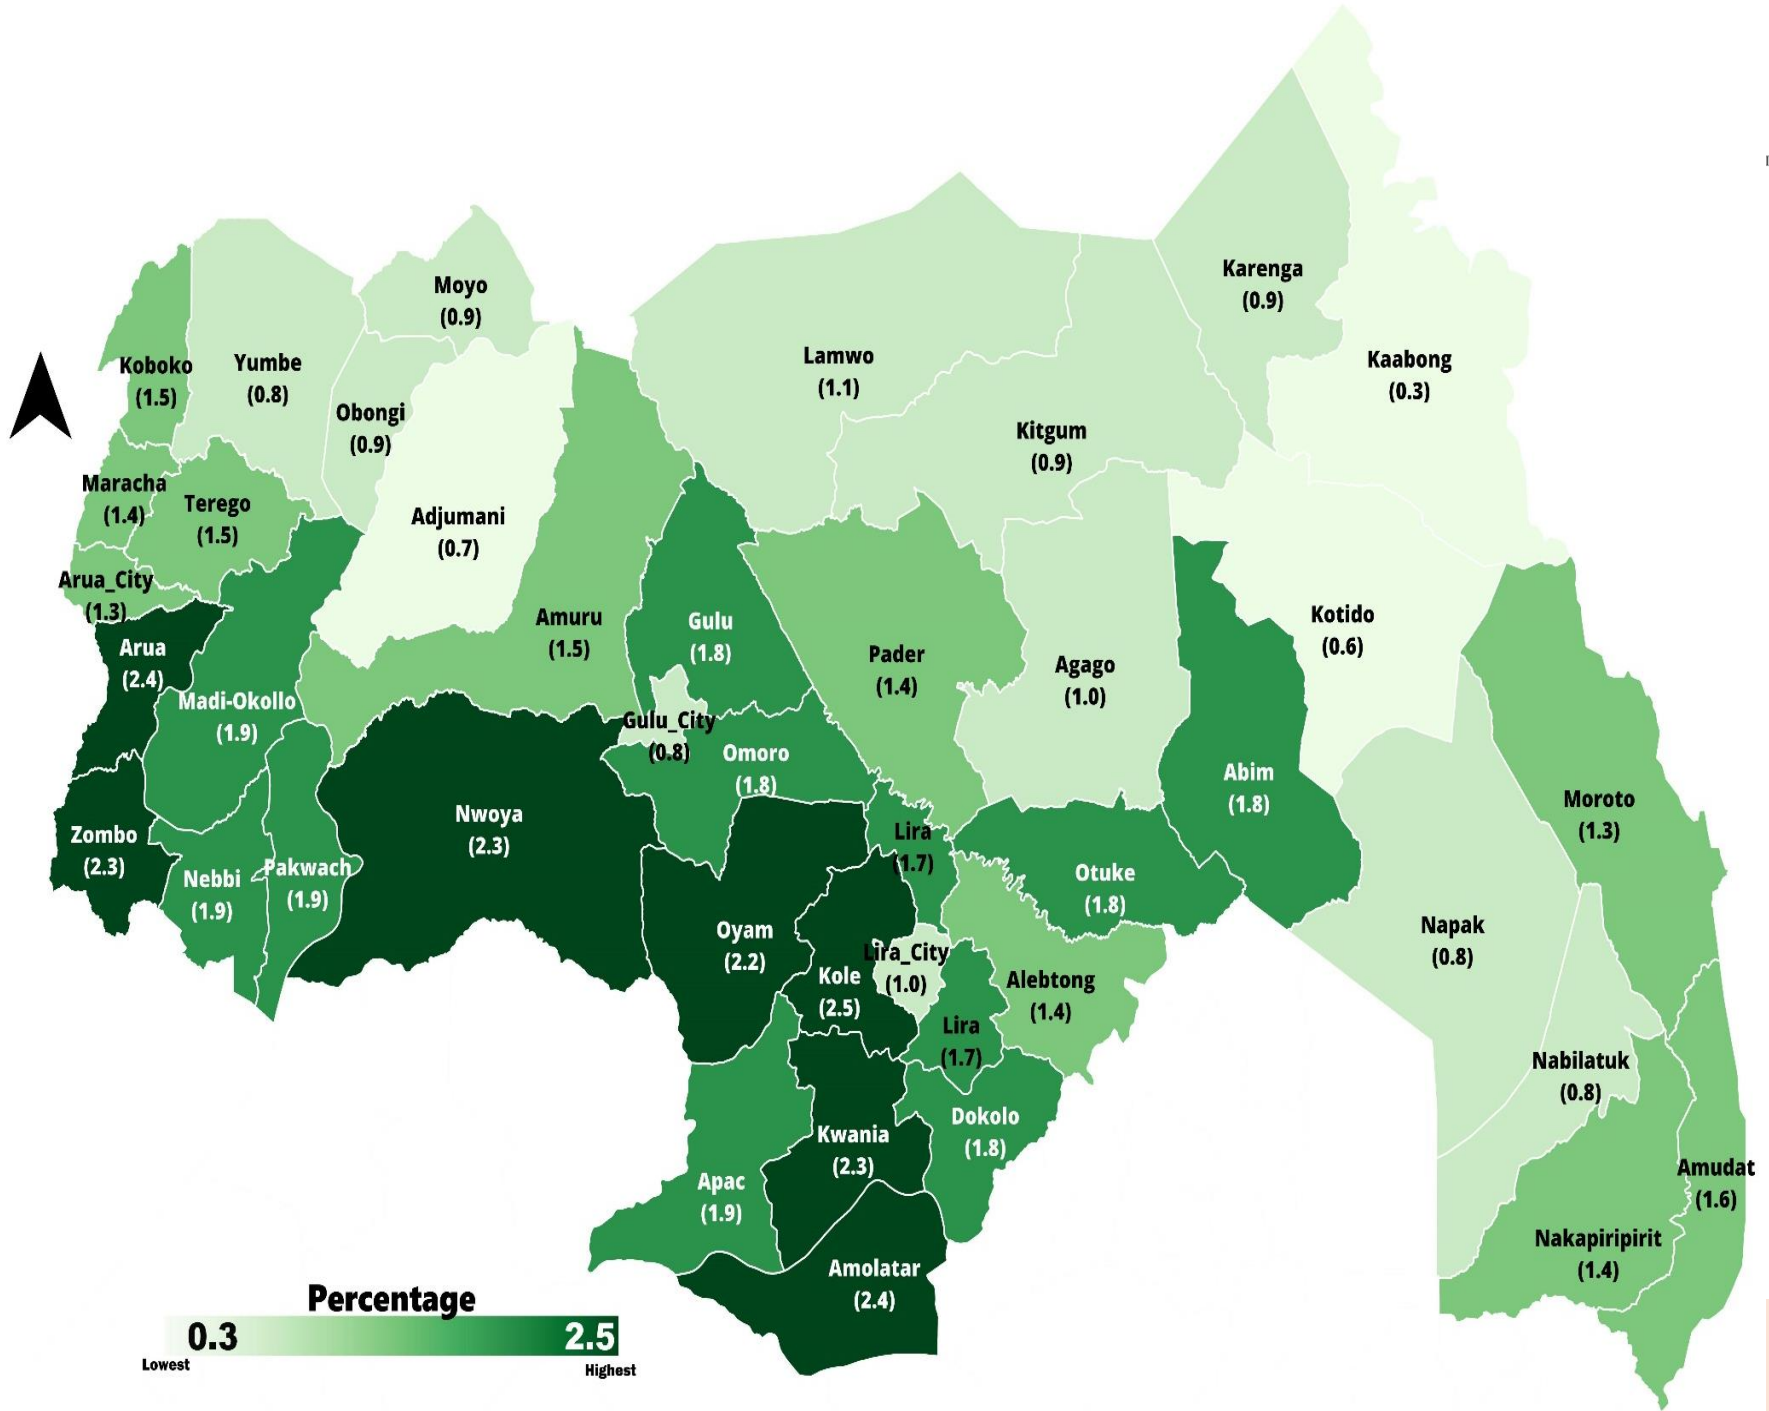 Karenga
(0.9)
Moyo
(0.9)
Koboko
(1.5)
Yumbe
(0.8)
Obongi
(0.9)
Lamwo
(1.1)
Kaabong
(0.3)
Kitgum
(0.9)
Maracha
(1.4)
Terego
(1.5)
Adjumani
(0.7)
Arua_City
(1.3)
Arua
(2.4)
Madi-Okollo
(1.9)
Amuru
(1.5)
Gulu
(1.8)
Pader
(1.4)
Agago
(1.0)
Kotido
(0.6)
Gulu_City
(0.8)
Omoro
(1.8)
Abim
(1.8)
Moroto
(1.3)
Zombo
(2.3)
Nebbi
(1.9)
Pakwach
(1.9)
Nwoya
(2.3)
Lira
(1.7)
Otuke
(1.8)
Oyam
(2.2)
Kole
(2.5)
Lira_City
(1.0)
Alebtong
(1.4)
Napak
(0.8)
Lira
(1.7)
Nabilatuk
(0.8)
Dokolo
(1.8)
Kwania
(2.3)
Apac
(1.9)
Amudat
(1.6)
Nakapiripirit
(1.4)
Amolatar
(2.4)
Percentage
0.3 2.5
Lowest Highest